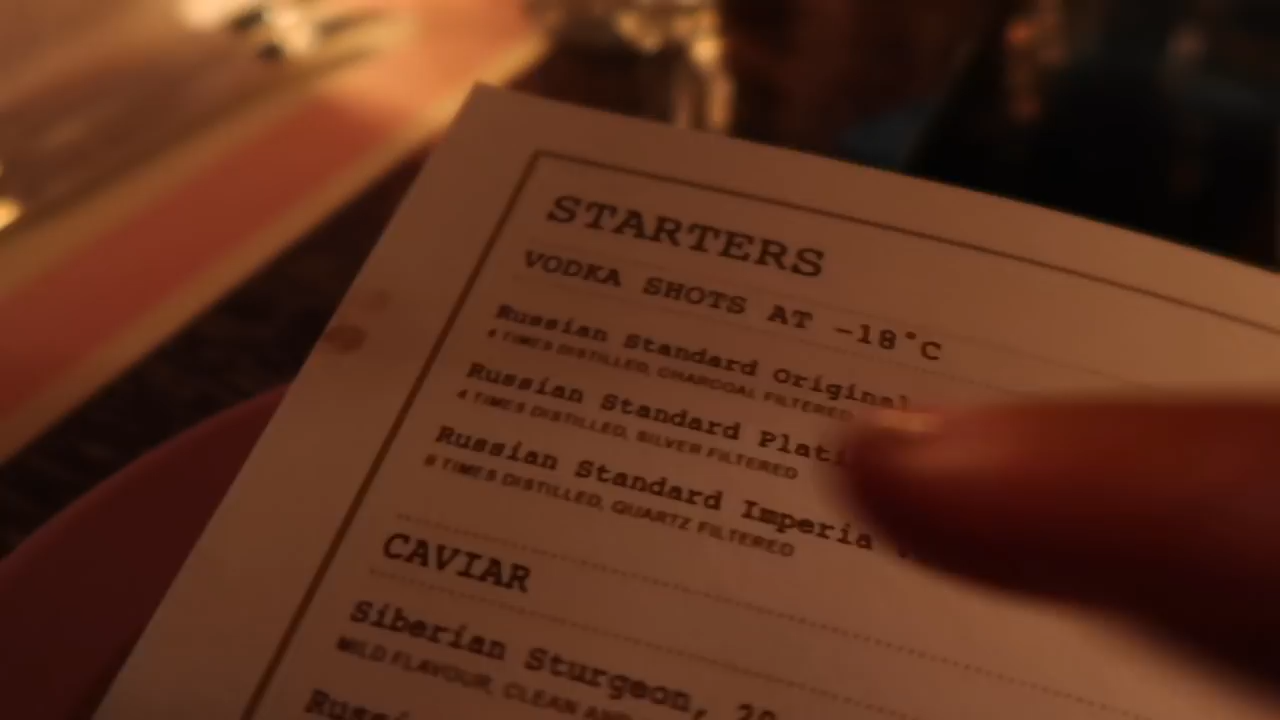 STARTERS
VODKA SHOTS AT -18°C
Russian Standard Original
4 TIMES DISTILLED, CHARCOAL FILTERED
Russian Standard
4 TIMES DISTILLED, SILVER FILTERED
Russian Standard Imperia
8 TIMES DISTILLED, QUARTZ FILTERED
CAVIAR
Siberian Sturgeon, 20
MILD FLAVOUR, CLEAN AND